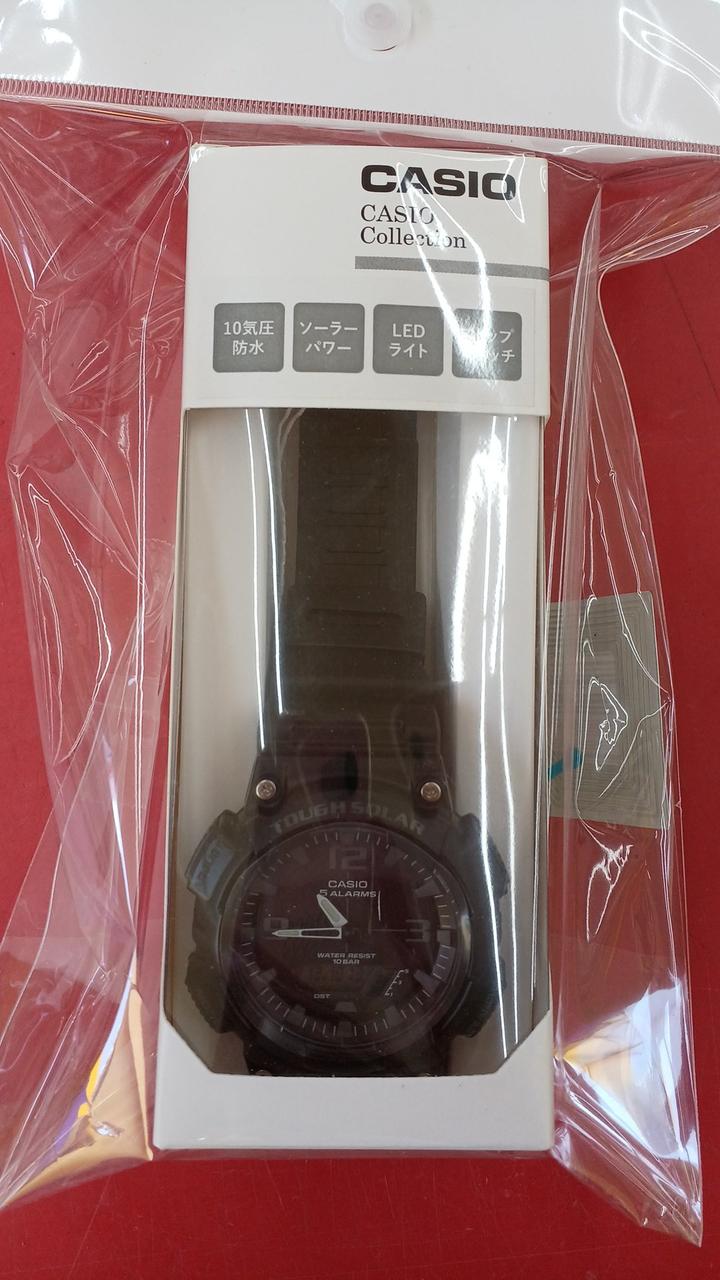 CASIO
CASIO
Collection
10気圧
防水
ソーラー
パワー
LED
ライト
TOUGH SOLAR
12
CASIO
5 ALARMS
9
3
WATER RESIST
10 BAR
DST